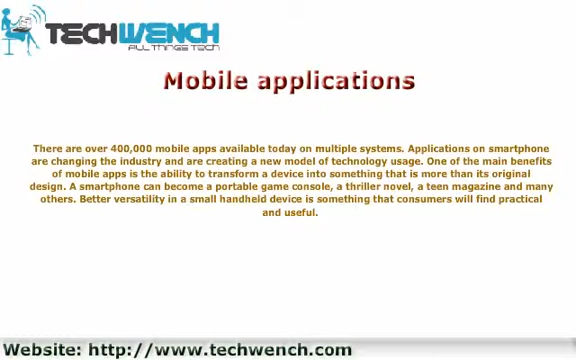 TECHWENCH
ALL THINGS TECH
Mobile applications
There are over 400,000 mobile apps available today on multiple systems. Applications on smartphone
are changing the industry and are creating a new model of technology usage. One of the main benefits
of mobile apps is the ability to transform a device into something that is more than its original
design. A smartphone can become a portable game console, a thriller novel, a teen magazine and many
others. Better versatility in a small handheld device is something that consumers will find practical
and useful.
Website: http://www.techwench.com